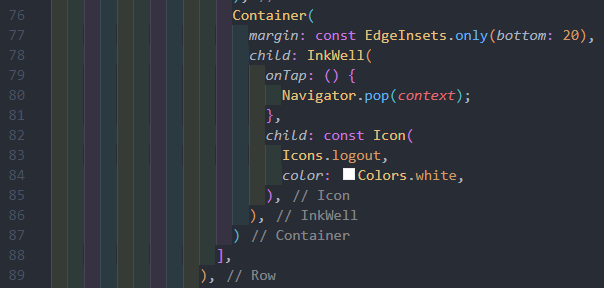 76 Container(
77 margin: const EdgeInsets.only(bottom: 20),
78 child: InkWell(
79 onTap: () {
80 Navigator.pop(context);
81 },
82 child: const Icon(
83 Icons.logout,
84 color: Colors.white,
85 ), // Icon
86 ), // InkWell
87 ) // Container
88 ],
89 ), // Row